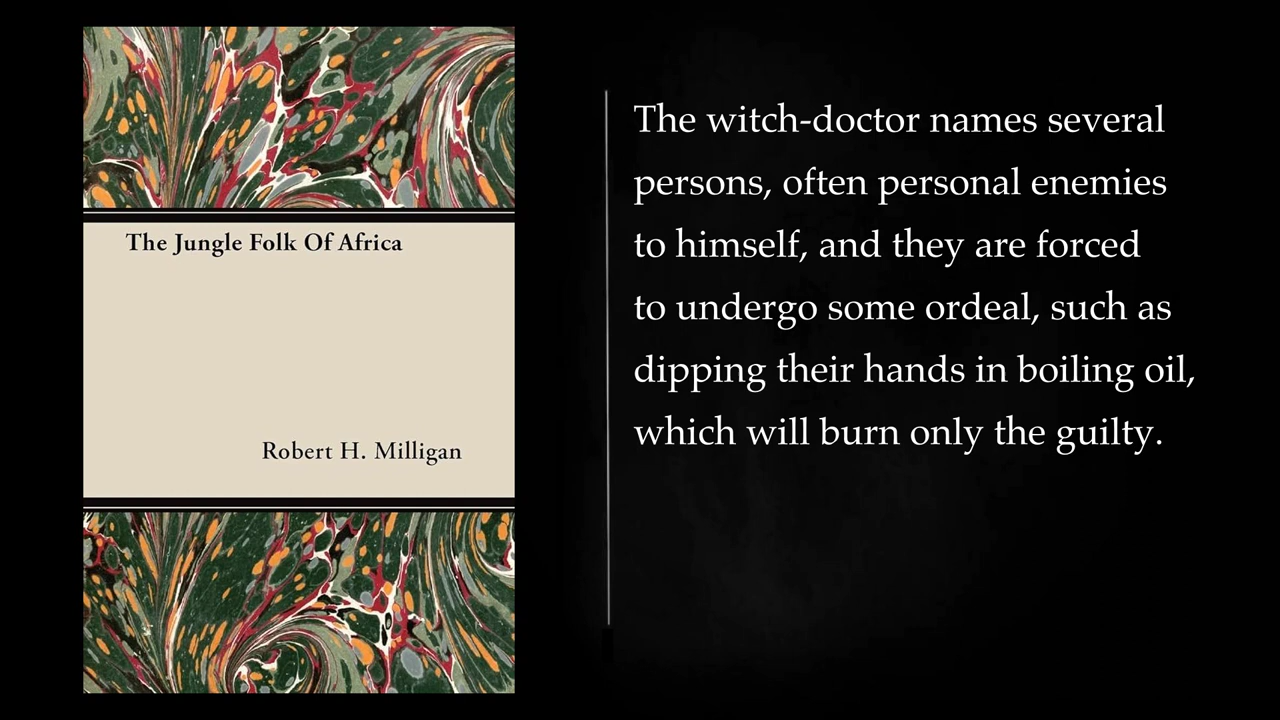 The Jungle Folk Of Africa
Robert H. Milligan
The witch-doctor names several
persons, often personal enemies
to himself, and they are forced
to undergo some ordeal, such as
dipping their hands in boiling oil,
which will burn only the guilty.